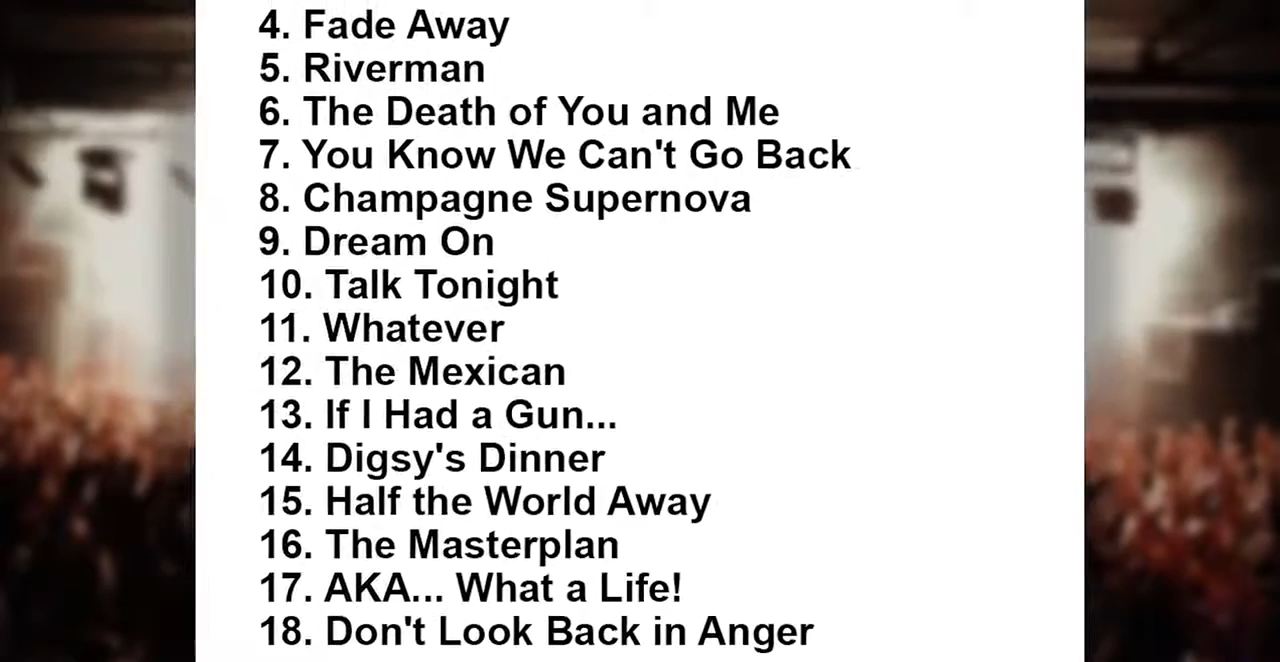 4. Fade Away
5. Riverman
6. The Death of You and Me
7. You Know We Can't Go Back
8. Champagne Supernova
9. Dream On
10. Talk Tonight
11. Whatever
12. The Mexican
13. If I Had a Gun...
14. Digsy's Dinner
15. Half the World Away
16. The Masterplan
17. AKA... What a Life!
18. Don't Look Back in Anger